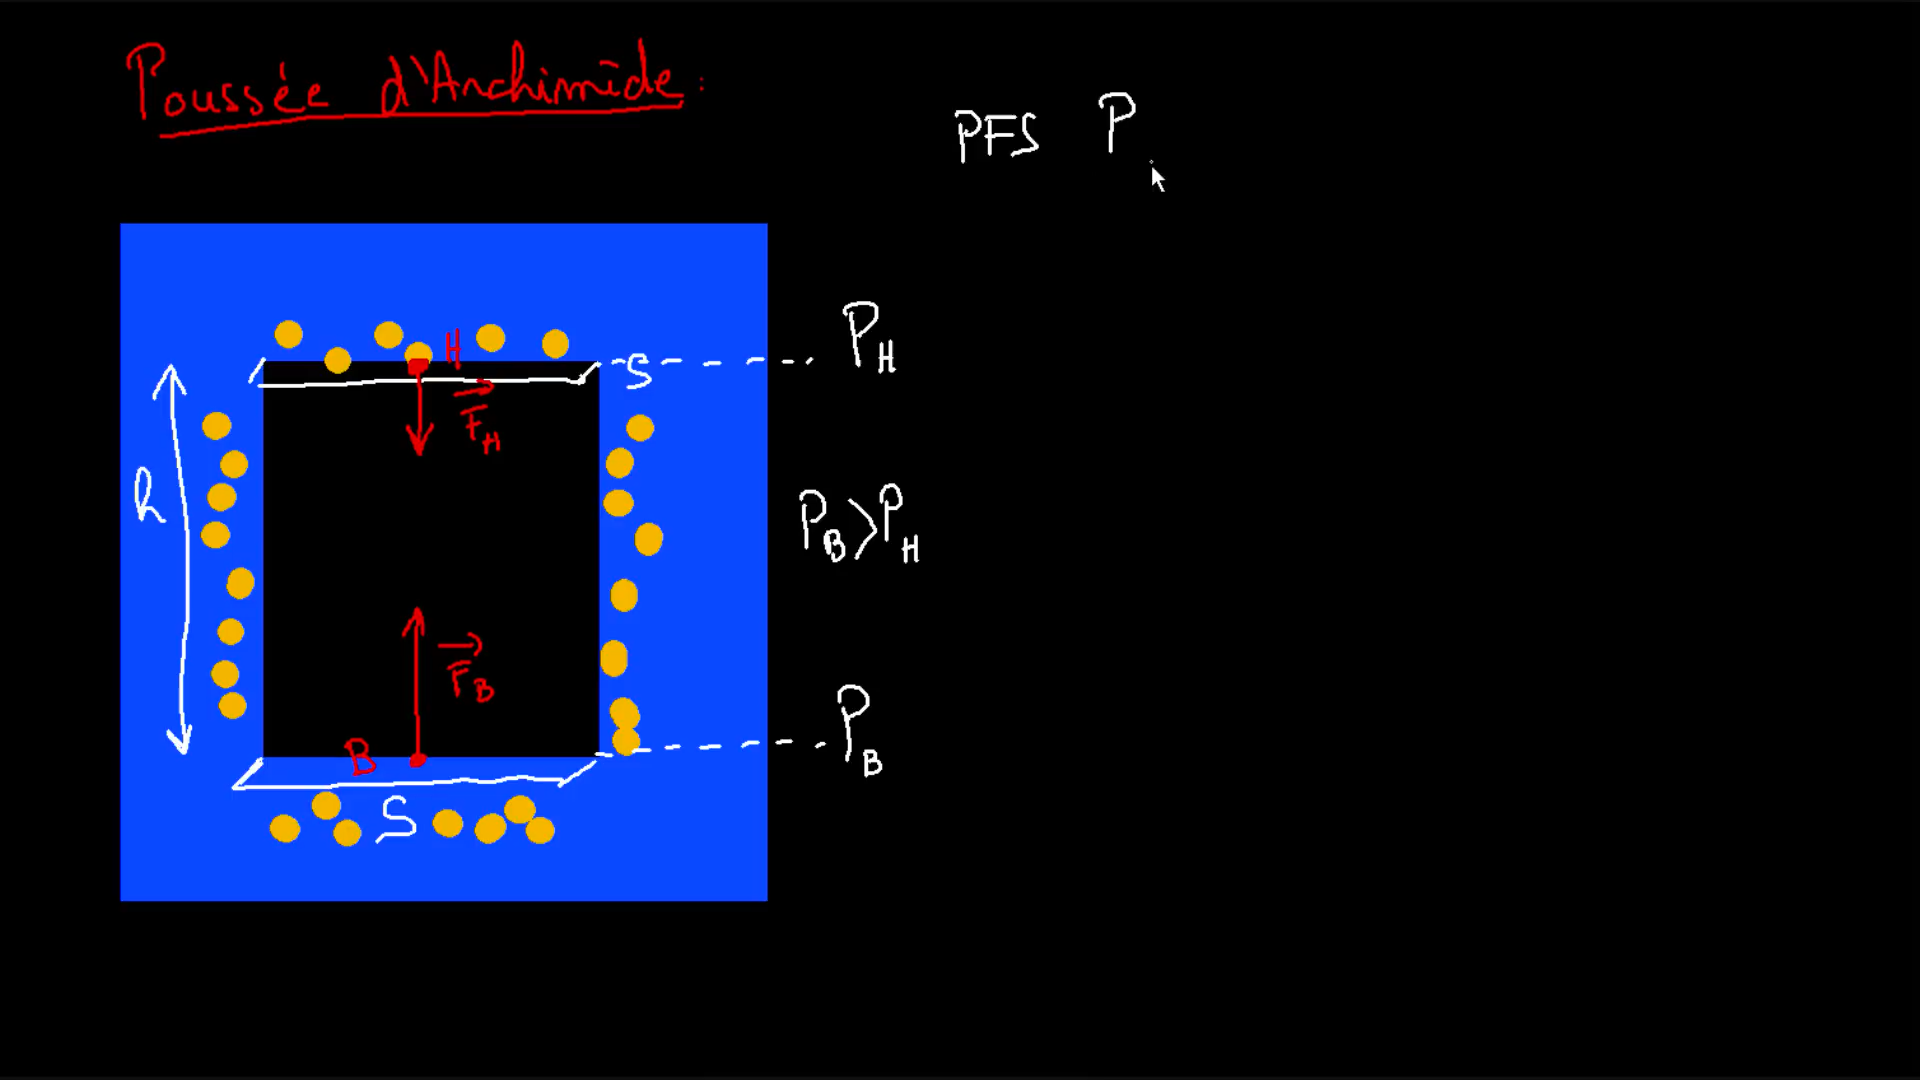 Poussée d'Archimède :
PFS P
P_H
H
S
F_H
h
P_B > P_H
F_B
P_B
B
S